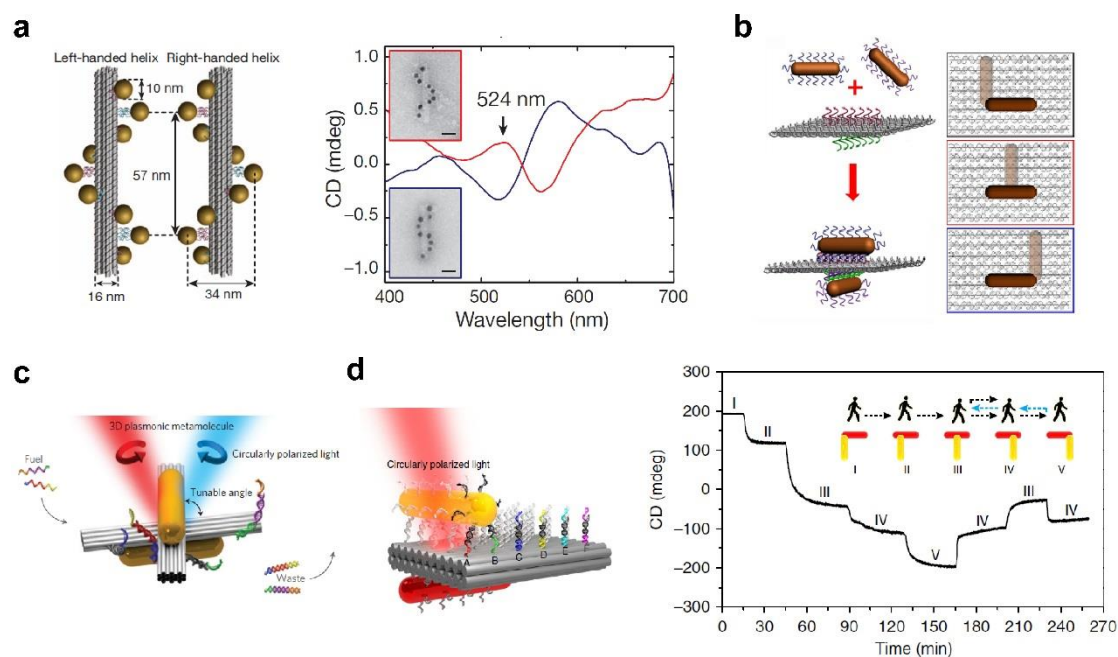 a
Left-handed helix Right-handed helix
10 nm
57 nm
16 nm
34 nm
CD (mdeg)
1.0
0.5
0.0
−0.5
−1.0
524 nm
400 500 600 700
Wavelength (nm)
b
+
c
3D plasmonic metamolecule
Fuel
Circularly polarized light
Tunable angle
Waste
d
Circularly polarized light
A B C D E F
CD (mdeg)
300
200
100
0
−100
−200
−300
I
II
III
IV
V
IV
III
IV
I II III IV V
0 30 60 90 120 150 180 210 240 270
Time (min)